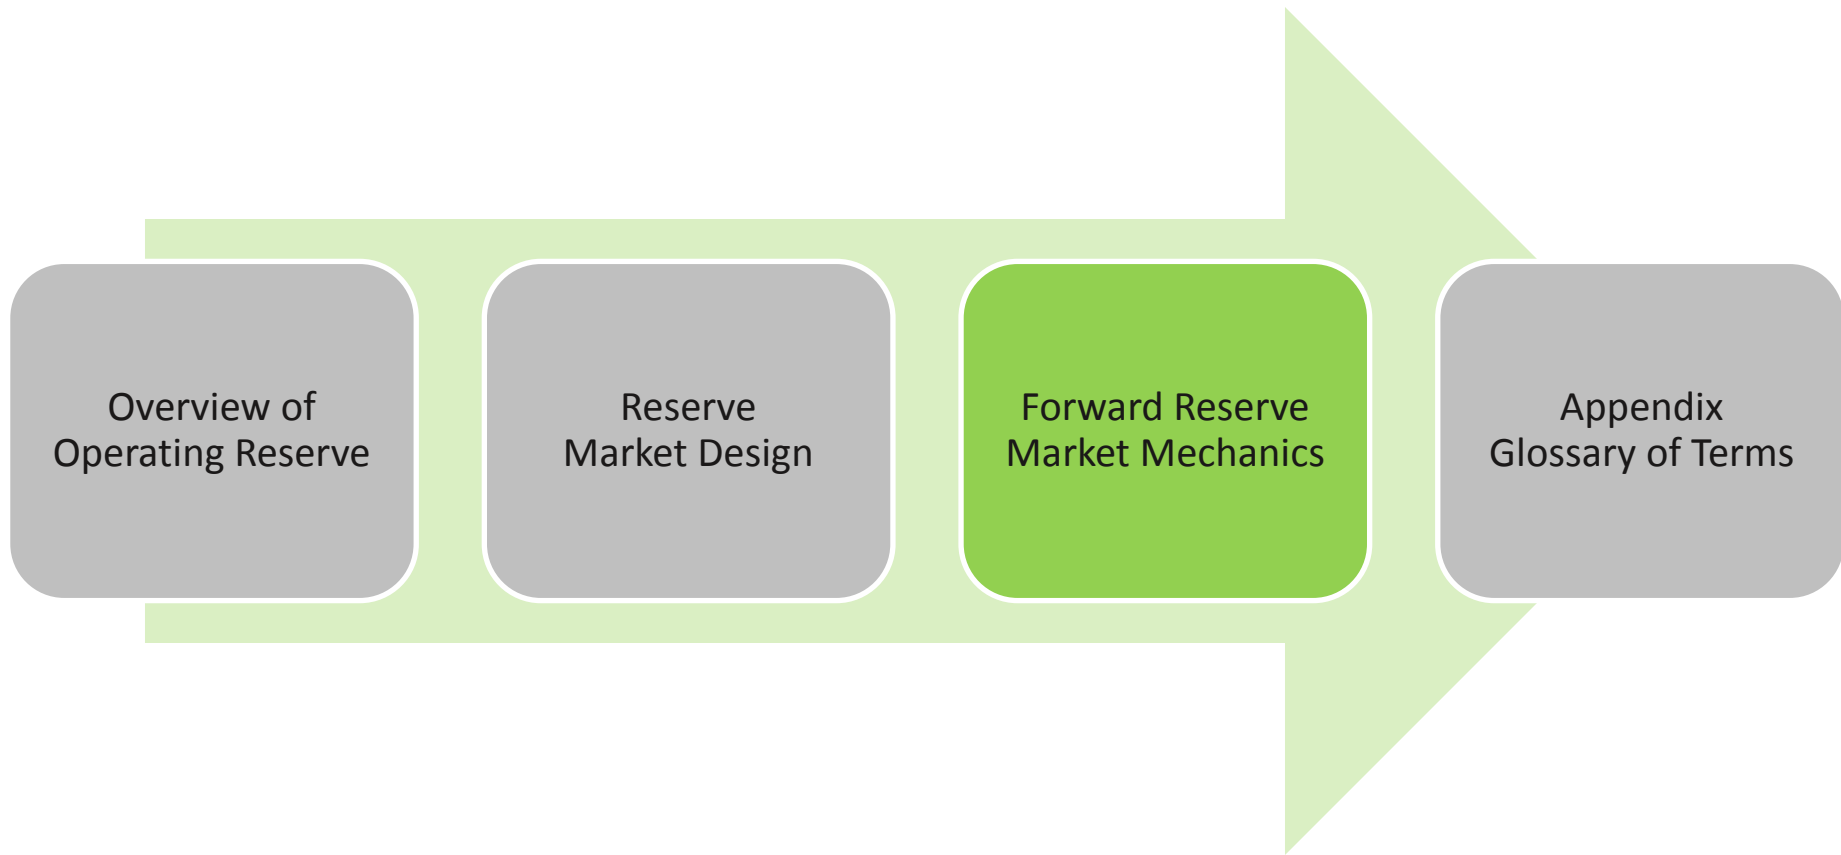 Overview of
Operating Reserve
Reserve
Market Design
Forward Reserve
Market Mechanics
Appendix
Glossary of Terms